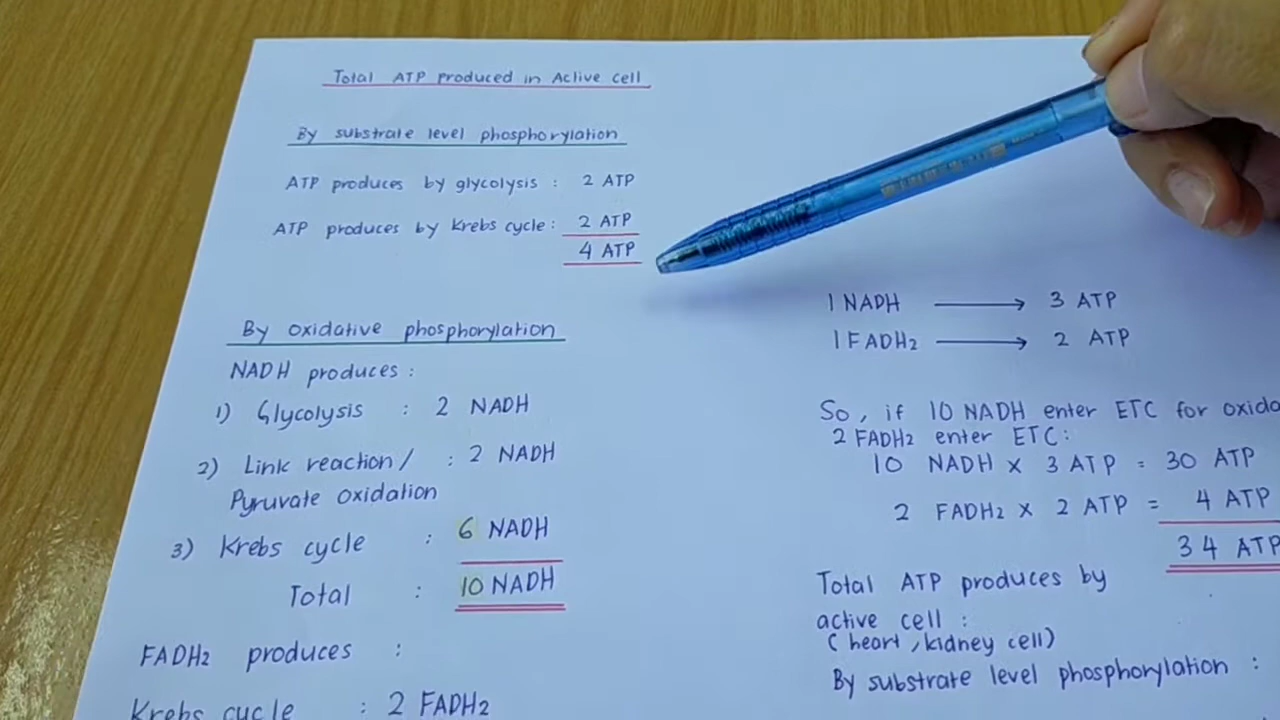 Total ATP produced in Active cell
By substrate level phosphorylation
ATP produces by glycolysis : 2 ATP
ATP produces by Krebs cycle : 2 ATP
4 ATP
By oxidative phosphorylation
NADH produces :
1) Glycolysis : 2 NADH
2) Link reaction/ : 2 NADH
Pyruvate oxidation
3) Krebs cycle : 6 NADH
Total : 10 NADH
FADH2 produces :
Krebs cycle : 2 FADH2
1 NADH → 3 ATP
1 FADH2 → 2 ATP
So, if 10 NADH enter ETC for
2 FADH2 enter ETC:
10 NADH x 3 ATP = 30 ATP
2 FADH2 x 2 ATP = 4 ATP
34 ATP
Total ATP produces by
active cell :
(heart, kidney cell)
By substrate level phosphorylation :